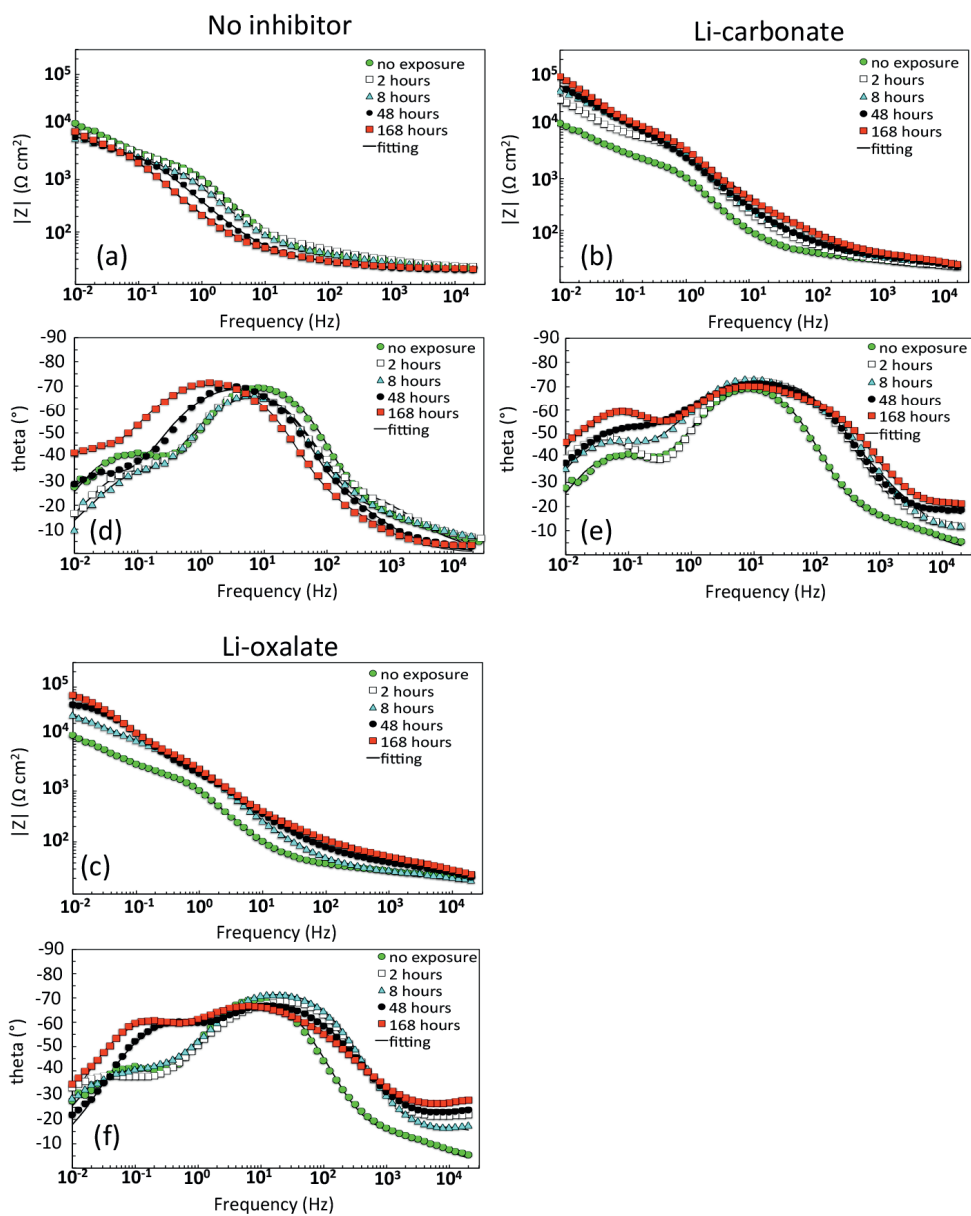 No inhibitor
10⁵
10⁴
10³
10²
|Z| (Ω cm²)
no exposure
2 hours
8 hours
48 hours
168 hours
fitting
(a)
10⁻² 10⁻¹ 10⁰ 10¹ 10² 10³ 10⁴
Frequency (Hz)
Li-carbonate
10⁵
10⁴
10³
10²
|Z| (Ω cm²)
no exposure
2 hours
8 hours
48 hours
168 hours
fitting
(b)
10⁻² 10⁻¹ 10⁰ 10¹ 10² 10³ 10⁴
Frequency (Hz)
-90
-80
-70
-60
-50
-40
-30
-20
-10
theta (°)
no exposure
2 hours
8 hours
48 hours
168 hours
fitting
(d)
10⁻² 10⁻¹ 10⁰ 10¹ 10² 10³ 10⁴
Frequency (Hz)
-90
-80
-70
-60
-50
-40
-30
-20
-10
theta (°)
no exposure
2 hours
8 hours
48 hours
168 hours
fitting
(e)
10⁻² 10⁻¹ 10⁰ 10¹ 10² 10³ 10⁴
Frequency (Hz)
Li-oxalate
10⁵
10⁴
10³
10²
|Z| (Ω cm²)
no exposure
2 hours
8 hours
48 hours
168 hours
fitting
(c)
10⁻² 10⁻¹ 10⁰ 10¹ 10² 10³ 10⁴
Frequency (Hz)
-90
-80
-70
-60
-50
-40
-30
-20
-10
theta (°)
no exposure
2 hours
8 hours
48 hours
168 hours
fitting
(f)
10⁻² 10⁻¹ 10⁰ 10¹ 10² 10³ 10⁴
Frequency (Hz)